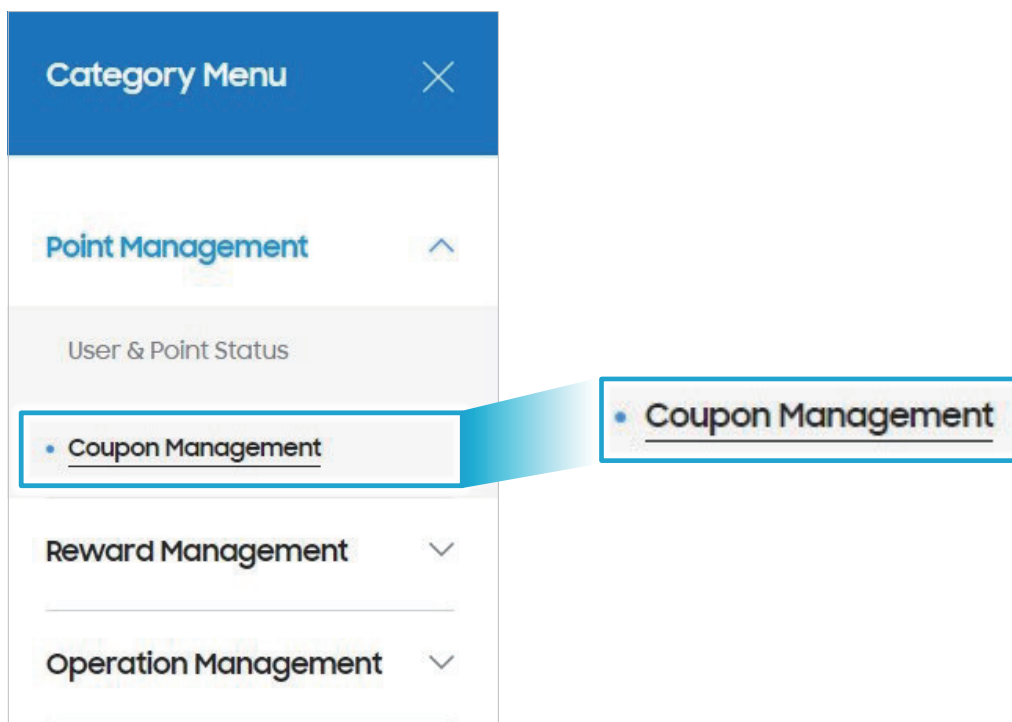 Category Menu
Point Management
User & Point Status
Coupon Management
Coupon Management
Reward Management
Operation Management